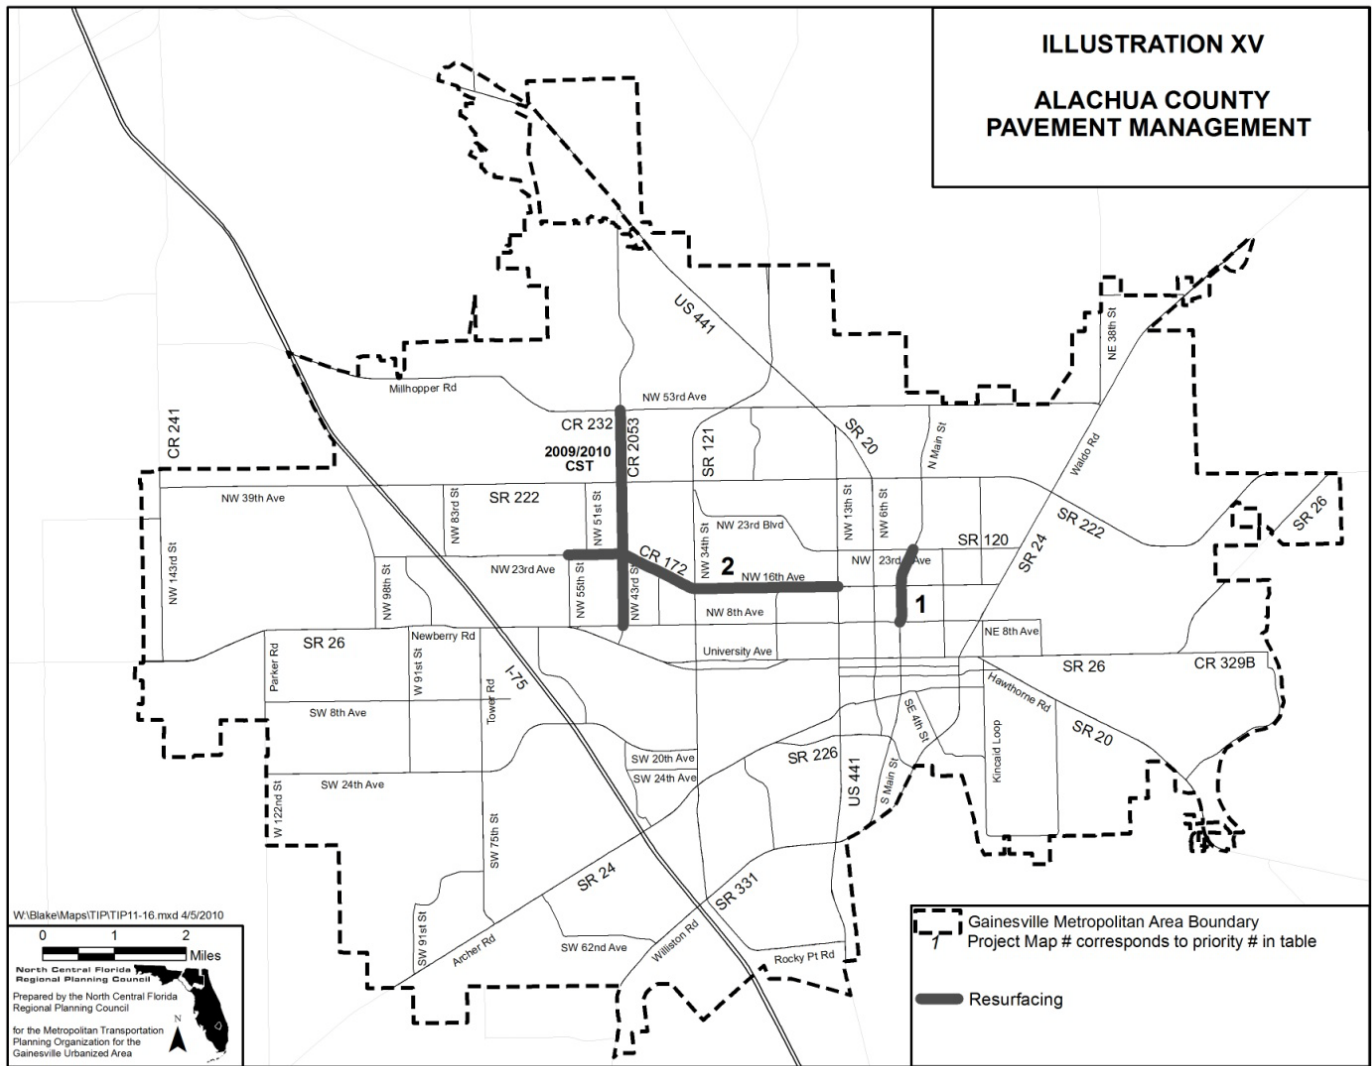 ILLUSTRATION XV
ALACHUA COUNTY
PAVEMENT MANAGEMENT
US 441
NE 38th St
Millhopper Rd
NW 53rd Ave
CR 241
CR 232
CR 2053
SR 121
SR 20
N Main St
Waldo Rd
2009/2010
CST
NW 39th Ave
SR 222
NW 83rd St
NW 51st St
NW 34th St
NW 23rd Blvd
NW 13th St
NW 6th St
SR 120
SR 24
SR 222
SR 26
NW 143rd St
NW 98th St
NW 23rd Ave
NW 55th St
NW 43rd St
CR 172
2
NW 16th Ave
NW 23rd Ave
1
NW 8th Ave
NE 8th Ave
SR 26
Newberry Rd
University Ave
SR 26
CR 329B
Parker Rd
W 91st St
Tower Rd
I-75
Hawthorne Rd
SR 20
SW 8th Ave
SE 4th St
Kincaid Loop
SW 20th Ave
SR 226
SW 24th Ave
SW 24th Ave
US 441
S Main St
W 122nd St
SW 75th St
SR 24
SR 331
SW 91st St
Archer Rd
SW 62nd Ave
Williston Rd
Rocky Pt Rd
W:\Blake\Maps\TIP\TIP11-16.mxd 4/5/2010
0 1 2
Miles
North Central Florida
Regional Planning Council
Prepared by the North Central Florida
Regional Planning Council
N
for the Metropolitan Transportation
Planning Organization for the
Gainesville Urbanized Area
Gainesville Metropolitan Area Boundary
1 Project Map # corresponds to priority # in table
Resurfacing